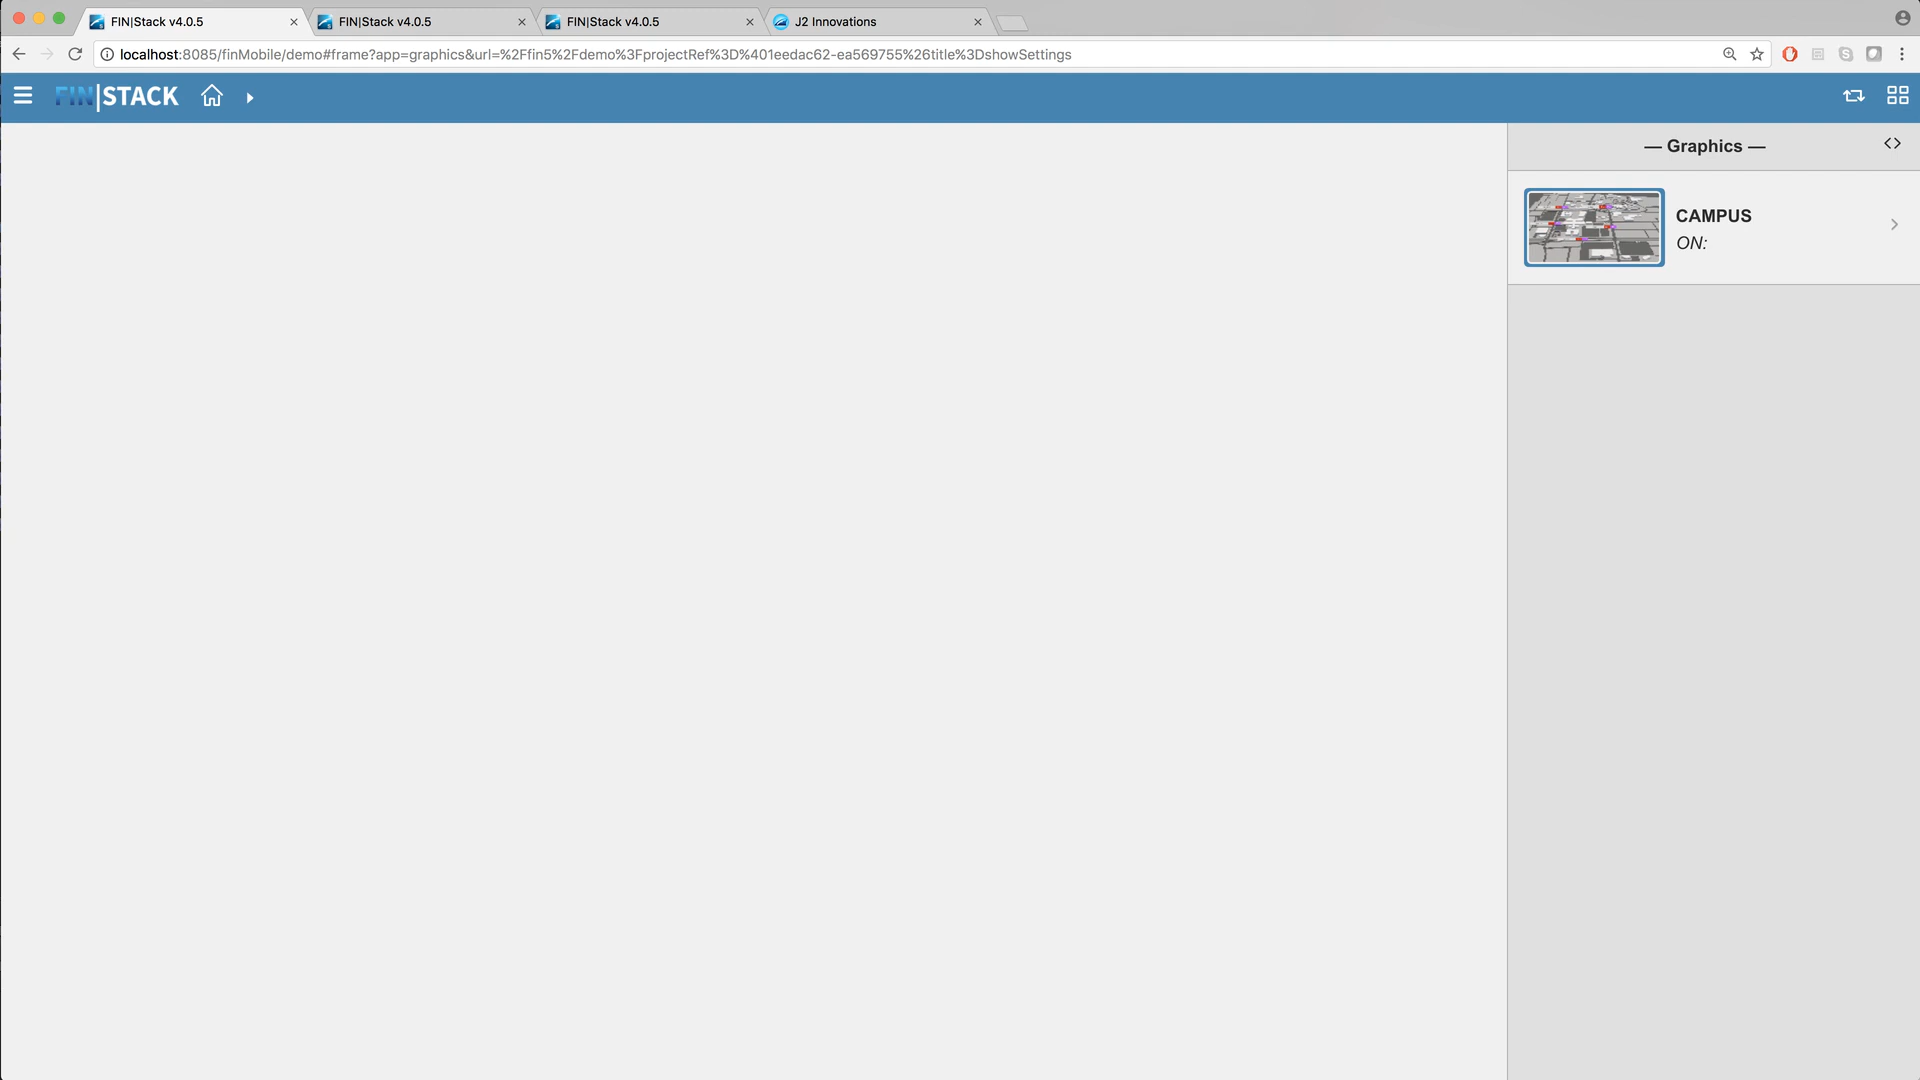 FIN|Stack v4.0.5
FIN|Stack v4.0.5
FIN|Stack v4.0.5
J2 Innovations
localhost:8085/finMobile/demo#frame?app=graphics&url=%2Ffin5%2Fdemo%3FprojectRef%3D%401eedac62-ea569755%26title%3DshowSettings
FIN|STACK
— Graphics —
CAMPUS
ON: